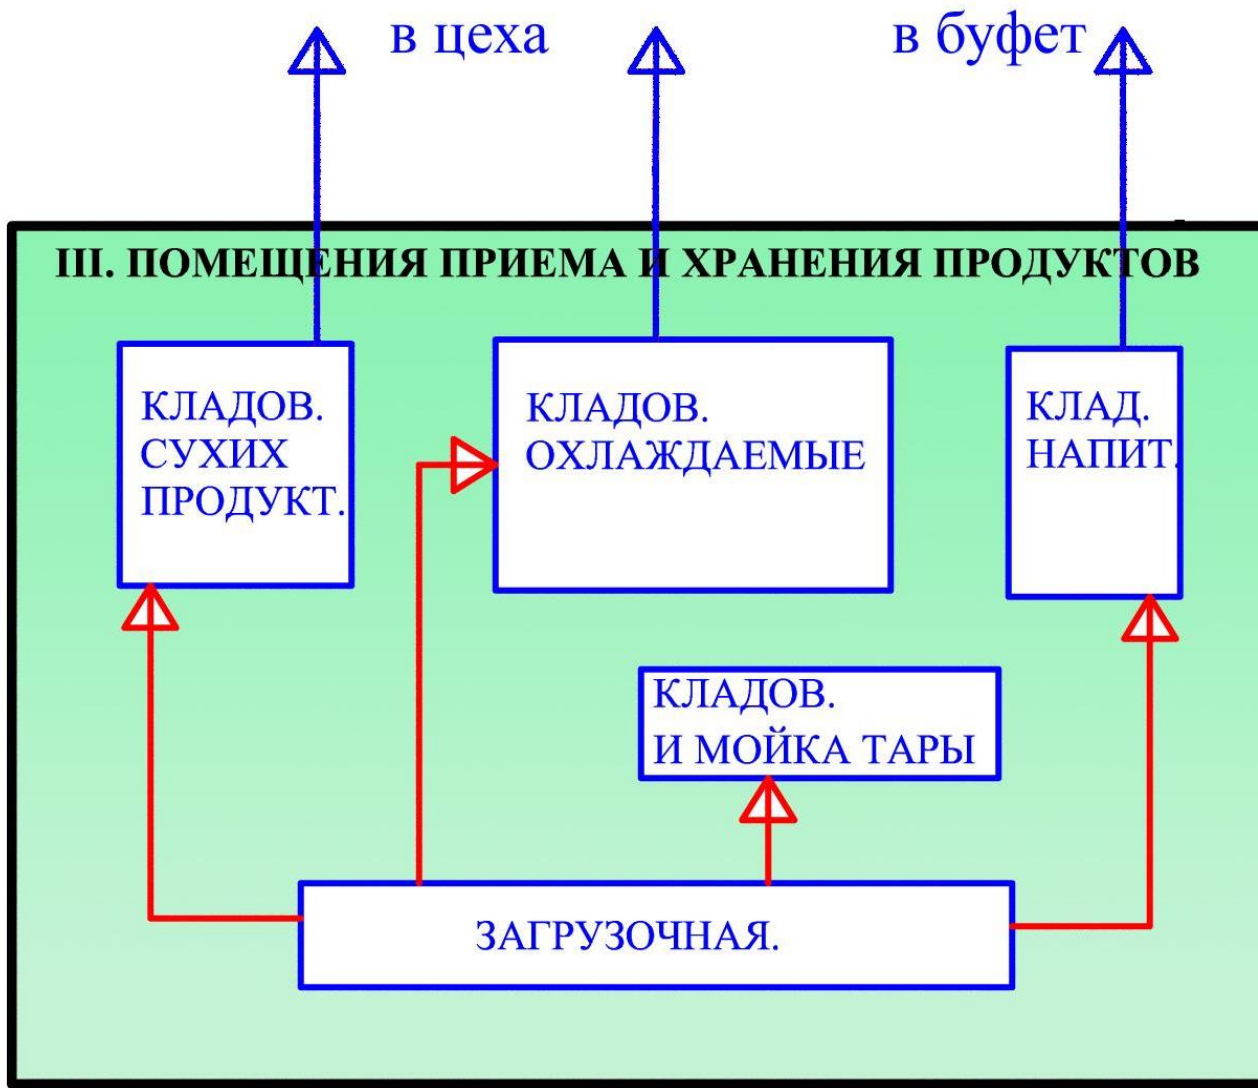 в цеха
в буфет
III. ПОМЕЩЕНИЯ ПРИЕМА И ХРАНЕНИЯ ПРОДУКТОВ
КЛАДОВ.
СУХИХ
ПРОДУКТ.
КЛАДОВ.
ОХЛАЖДАЕМЫЕ
КЛАД.
НАПИТ.
КЛАДОВ.
И МОЙКА ТАРЫ
ЗАГРУЗОЧНАЯ.